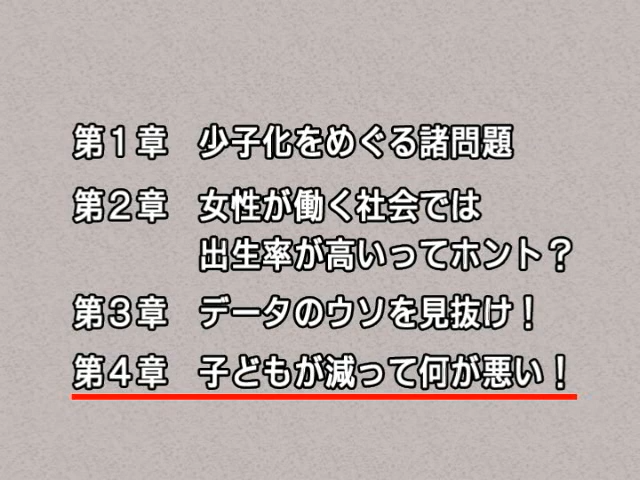 第１章　少子化をめぐる諸問題
第２章　女性が働く社会では
出生率が高いってホント？
第３章　データのウソを見抜け！
第４章　子どもが減って何が悪い！